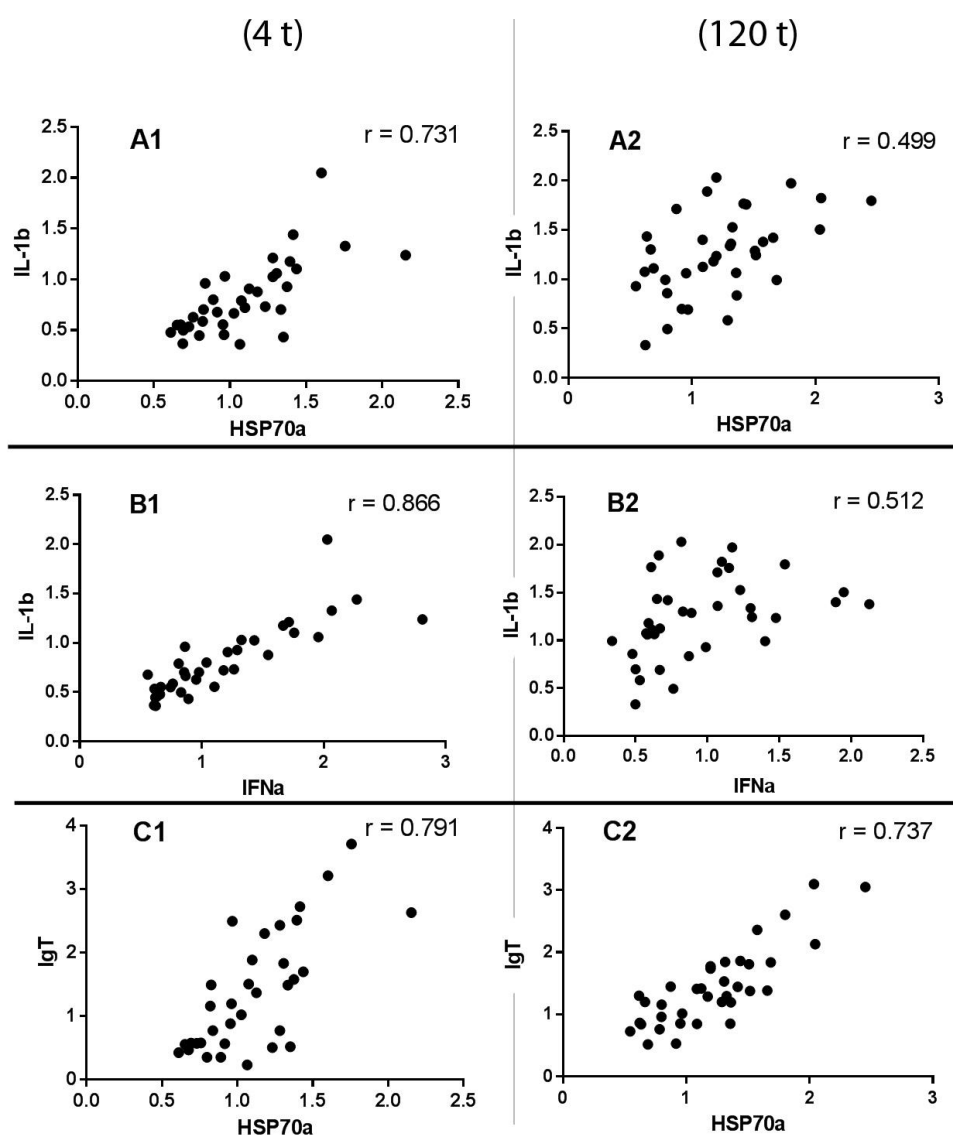 (4 t) (120 t)
A1 r = 0.731
2.5
2.0
1.5
1.0
0.5
0.0
IL-1b
0.0 0.5 1.0 1.5 2.0 2.5
HSP70a
A2 r = 0.499
2.5
2.0
1.5
1.0
0.5
0.0
IL-1b
0 1 2 3
HSP70a
B1 r = 0.866
2.5
2.0
1.5
1.0
0.5
0.0
IL-1b
0 1 2 3
IFNa
B2 r = 0.512
2.5
2.0
1.5
1.0
0.5
0.0
IL-1b
0.0 0.5 1.0 1.5 2.0 2.5
IFNa
C1 r = 0.791
4
3
2
1
0
IgT
0.0 0.5 1.0 1.5 2.0 2.5
HSP70a
C2 r = 0.737
4
3
2
1
0
IgT
0 1 2 3
HSP70a